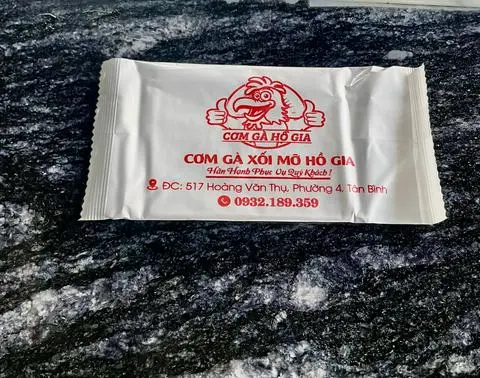 CƠM GÀ HỒ GIA
CƠM GÀ XỐI MỠ HỒ GIA
Hân Hạnh Phục Vụ Quý Khách!
ĐC: 517 Hoàng Văn Thụ, Phường 4, Tân Bình
0932.189.359